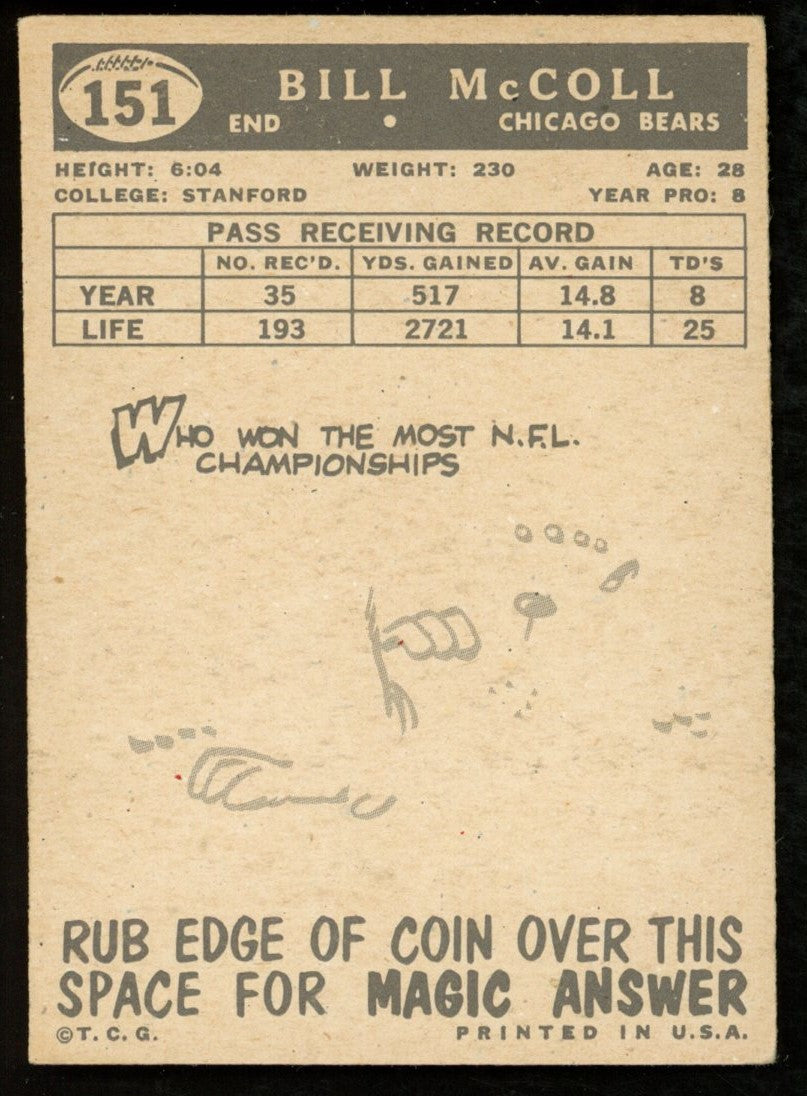 151
BILL McCOLL
END • CHICAGO BEARS
HEIGHT: 6:04 WEIGHT: 230 AGE: 28
COLLEGE: STANFORD YEAR PRO: 8
PASS RECEIVING RECORD
NO. REC'D. YDS. GAINED AV. GAIN TD'S
YEAR 35 517 14.8 8
LIFE 193 2721 14.1 25
WHO WON THE MOST N.F.L.
CHAMPIONSHIPS
RUB EDGE OF COIN OVER THIS
SPACE FOR MAGIC ANSWER
©T.C.G. PRINTED IN U.S.A.